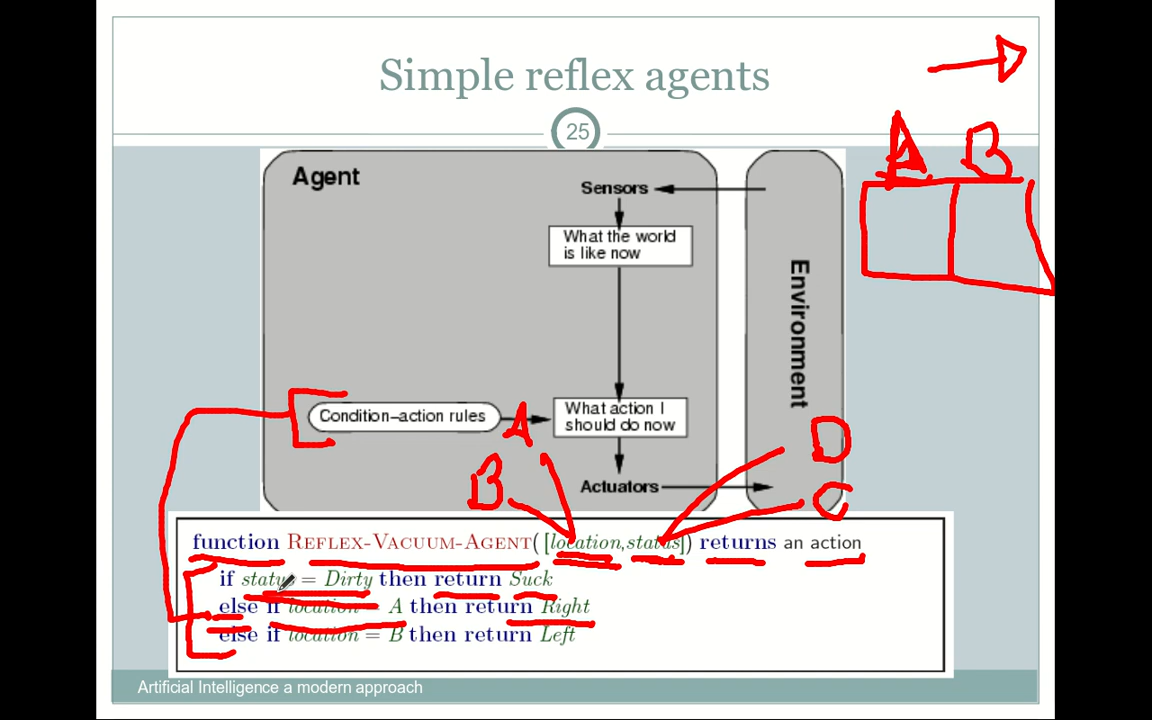 Simple reflex agents
25
A B
Agent
Sensors
What the world
is like now
Environment
Condition–action rules
What action I
should do now
A
B
Actuators
D
C
function REFLEX-VACUUM-AGENT([location,status]) returns an action
if status = Dirty then return Suck
else if location = A then return Right
else if location = B then return Left
Artificial Intelligence a modern approach